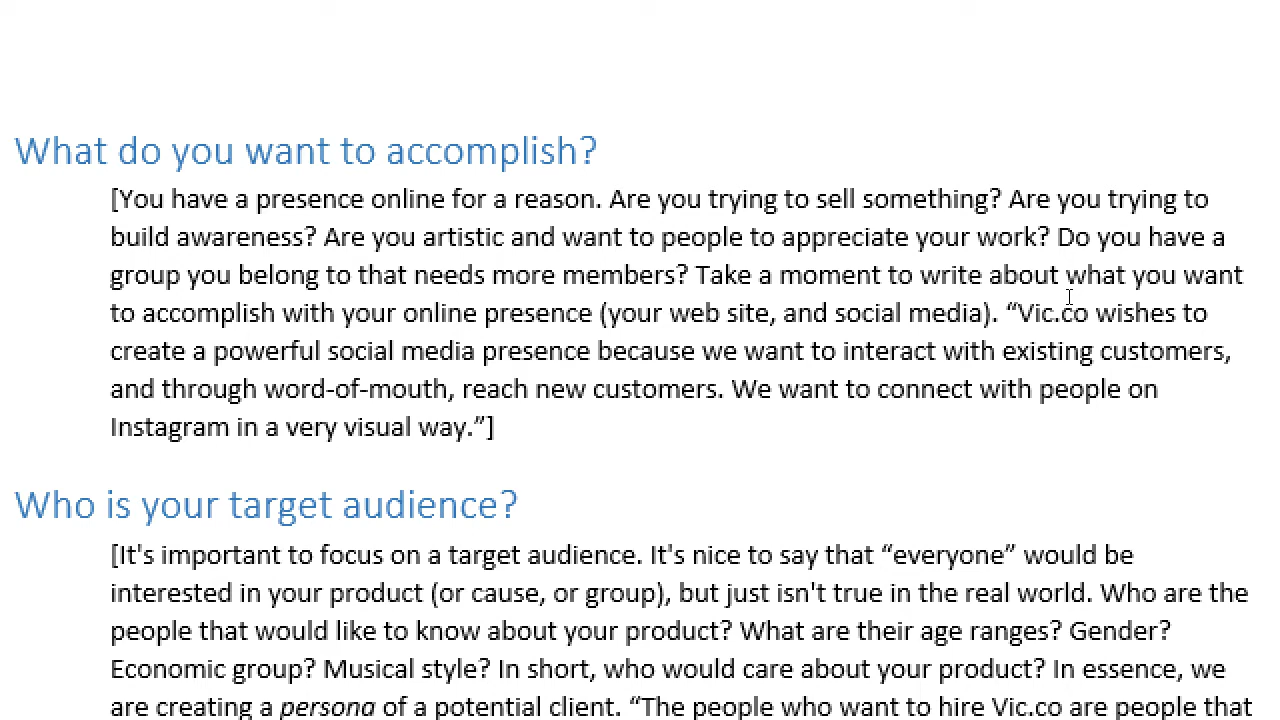 What do you want to accomplish?
[You have a presence online for a reason. Are you trying to sell something? Are you trying to
build awareness? Are you artistic and want to people to appreciate your work? Do you have a
group you belong to that needs more members? Take a moment to write about what you want
to accomplish with your online presence (your web site, and social media). “Vic.co wishes to
create a powerful social media presence because we want to interact with existing customers,
and through word-of-mouth, reach new customers. We want to connect with people on
Instagram in a very visual way.”]
Who is your target audience?
[It's important to focus on a target audience. It's nice to say that “everyone” would be
interested in your product (or cause, or group), but just isn't true in the real world. Who are the
people that would like to know about your product? What are their age ranges? Gender?
Economic group? Musical style? In short, who would care about your product? In essence, we
are creating a persona of a potential client. “The people who want to hire Vic.co are people that